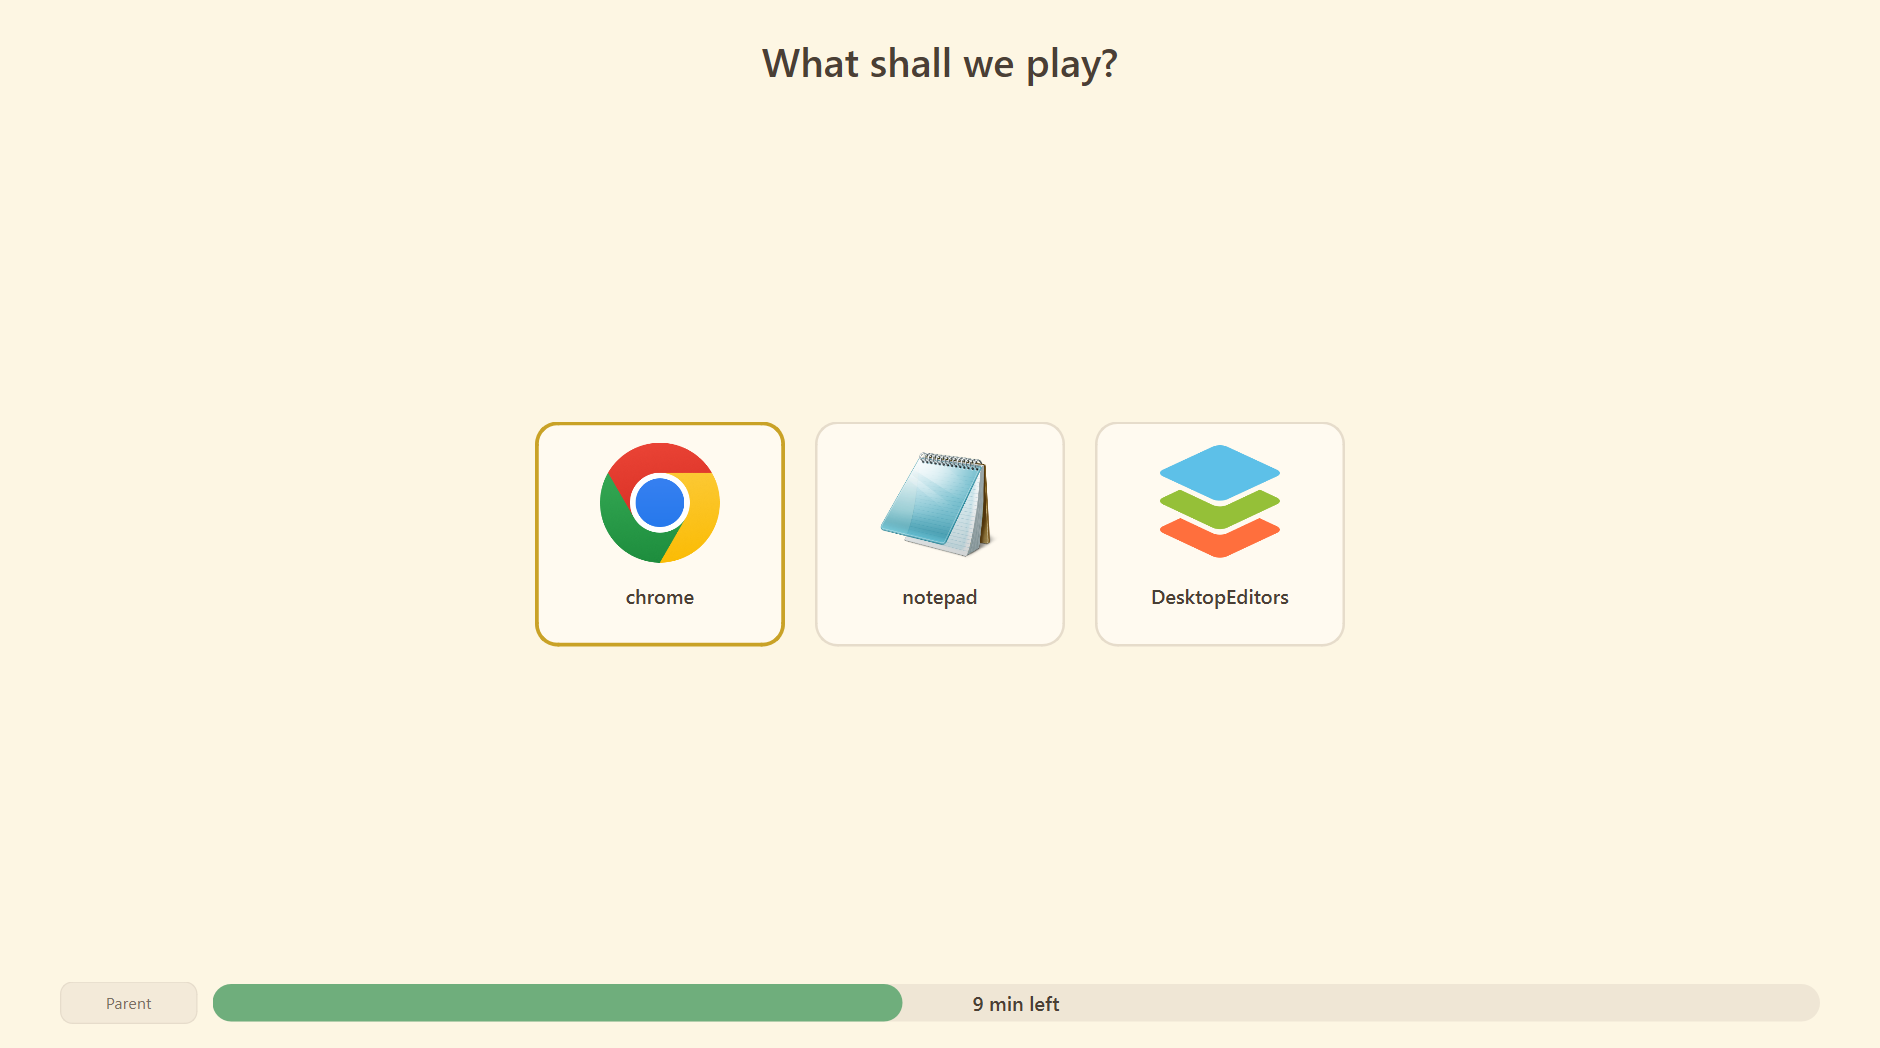 What shall we play?
chrome
notepad
DesktopEditors
Parent
9 min left